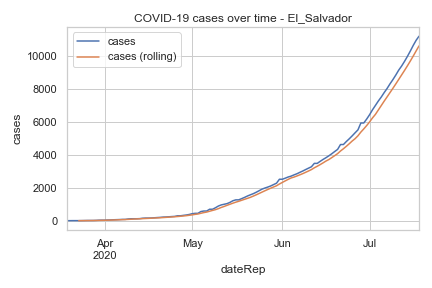 COVID-19 cases over time - El_Salvador
cases
cases (rolling)
10000
8000
6000
4000
2000
0
cases
Apr
2020
May
Jun
Jul
dateRep